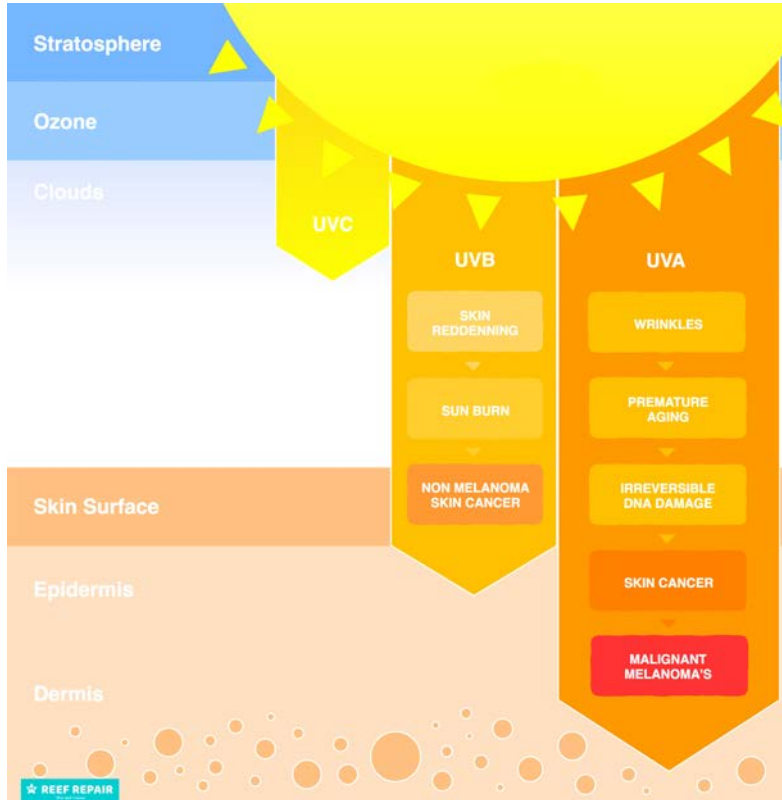 Stratosphere
Ozone
Clouds
UVC
UVB
UVA
SKIN
REDDENNING
SUN BURN
NON MELANOMA
SKIN CANCER
WRINKLES
PREMATURE
AGING
IRREVERSIBLE
DNA DAMAGE
SKIN CANCER
MALIGNANT
MELANOMA'S
Skin Surface
Epidermis
Dermis
REEF REPAIR